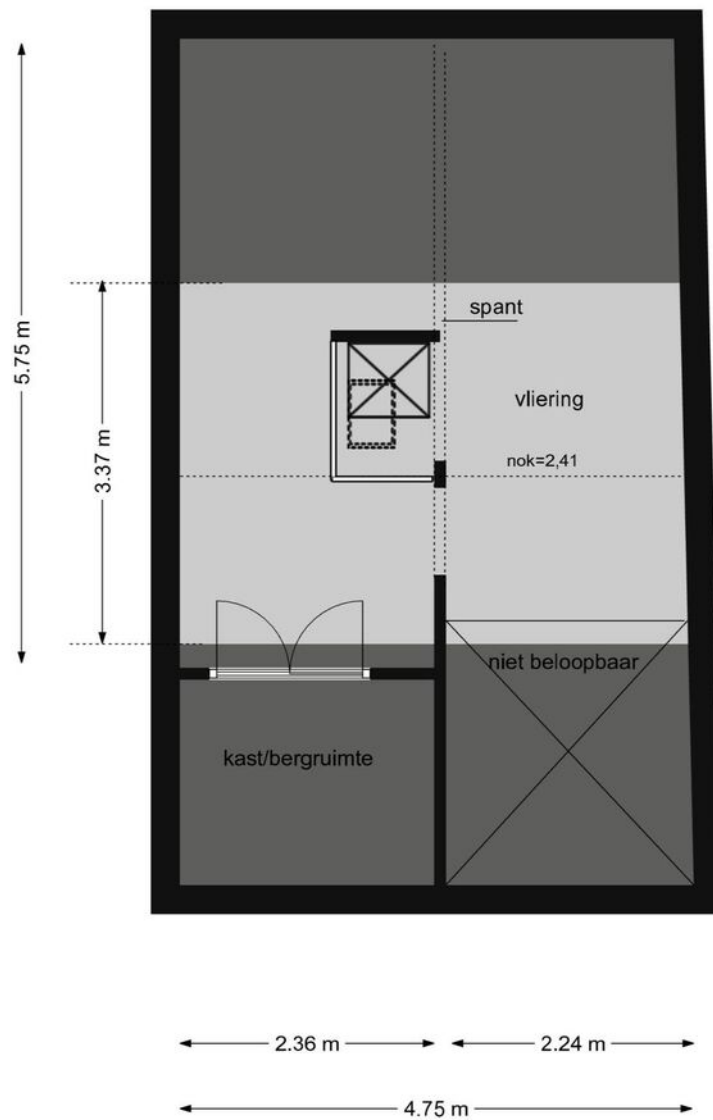 spant
5.75 m
vliering
nok=2,41
3.37 m
niet beloopbaar
kast/bergruimte
2.36 m
2.24 m
4.75 m